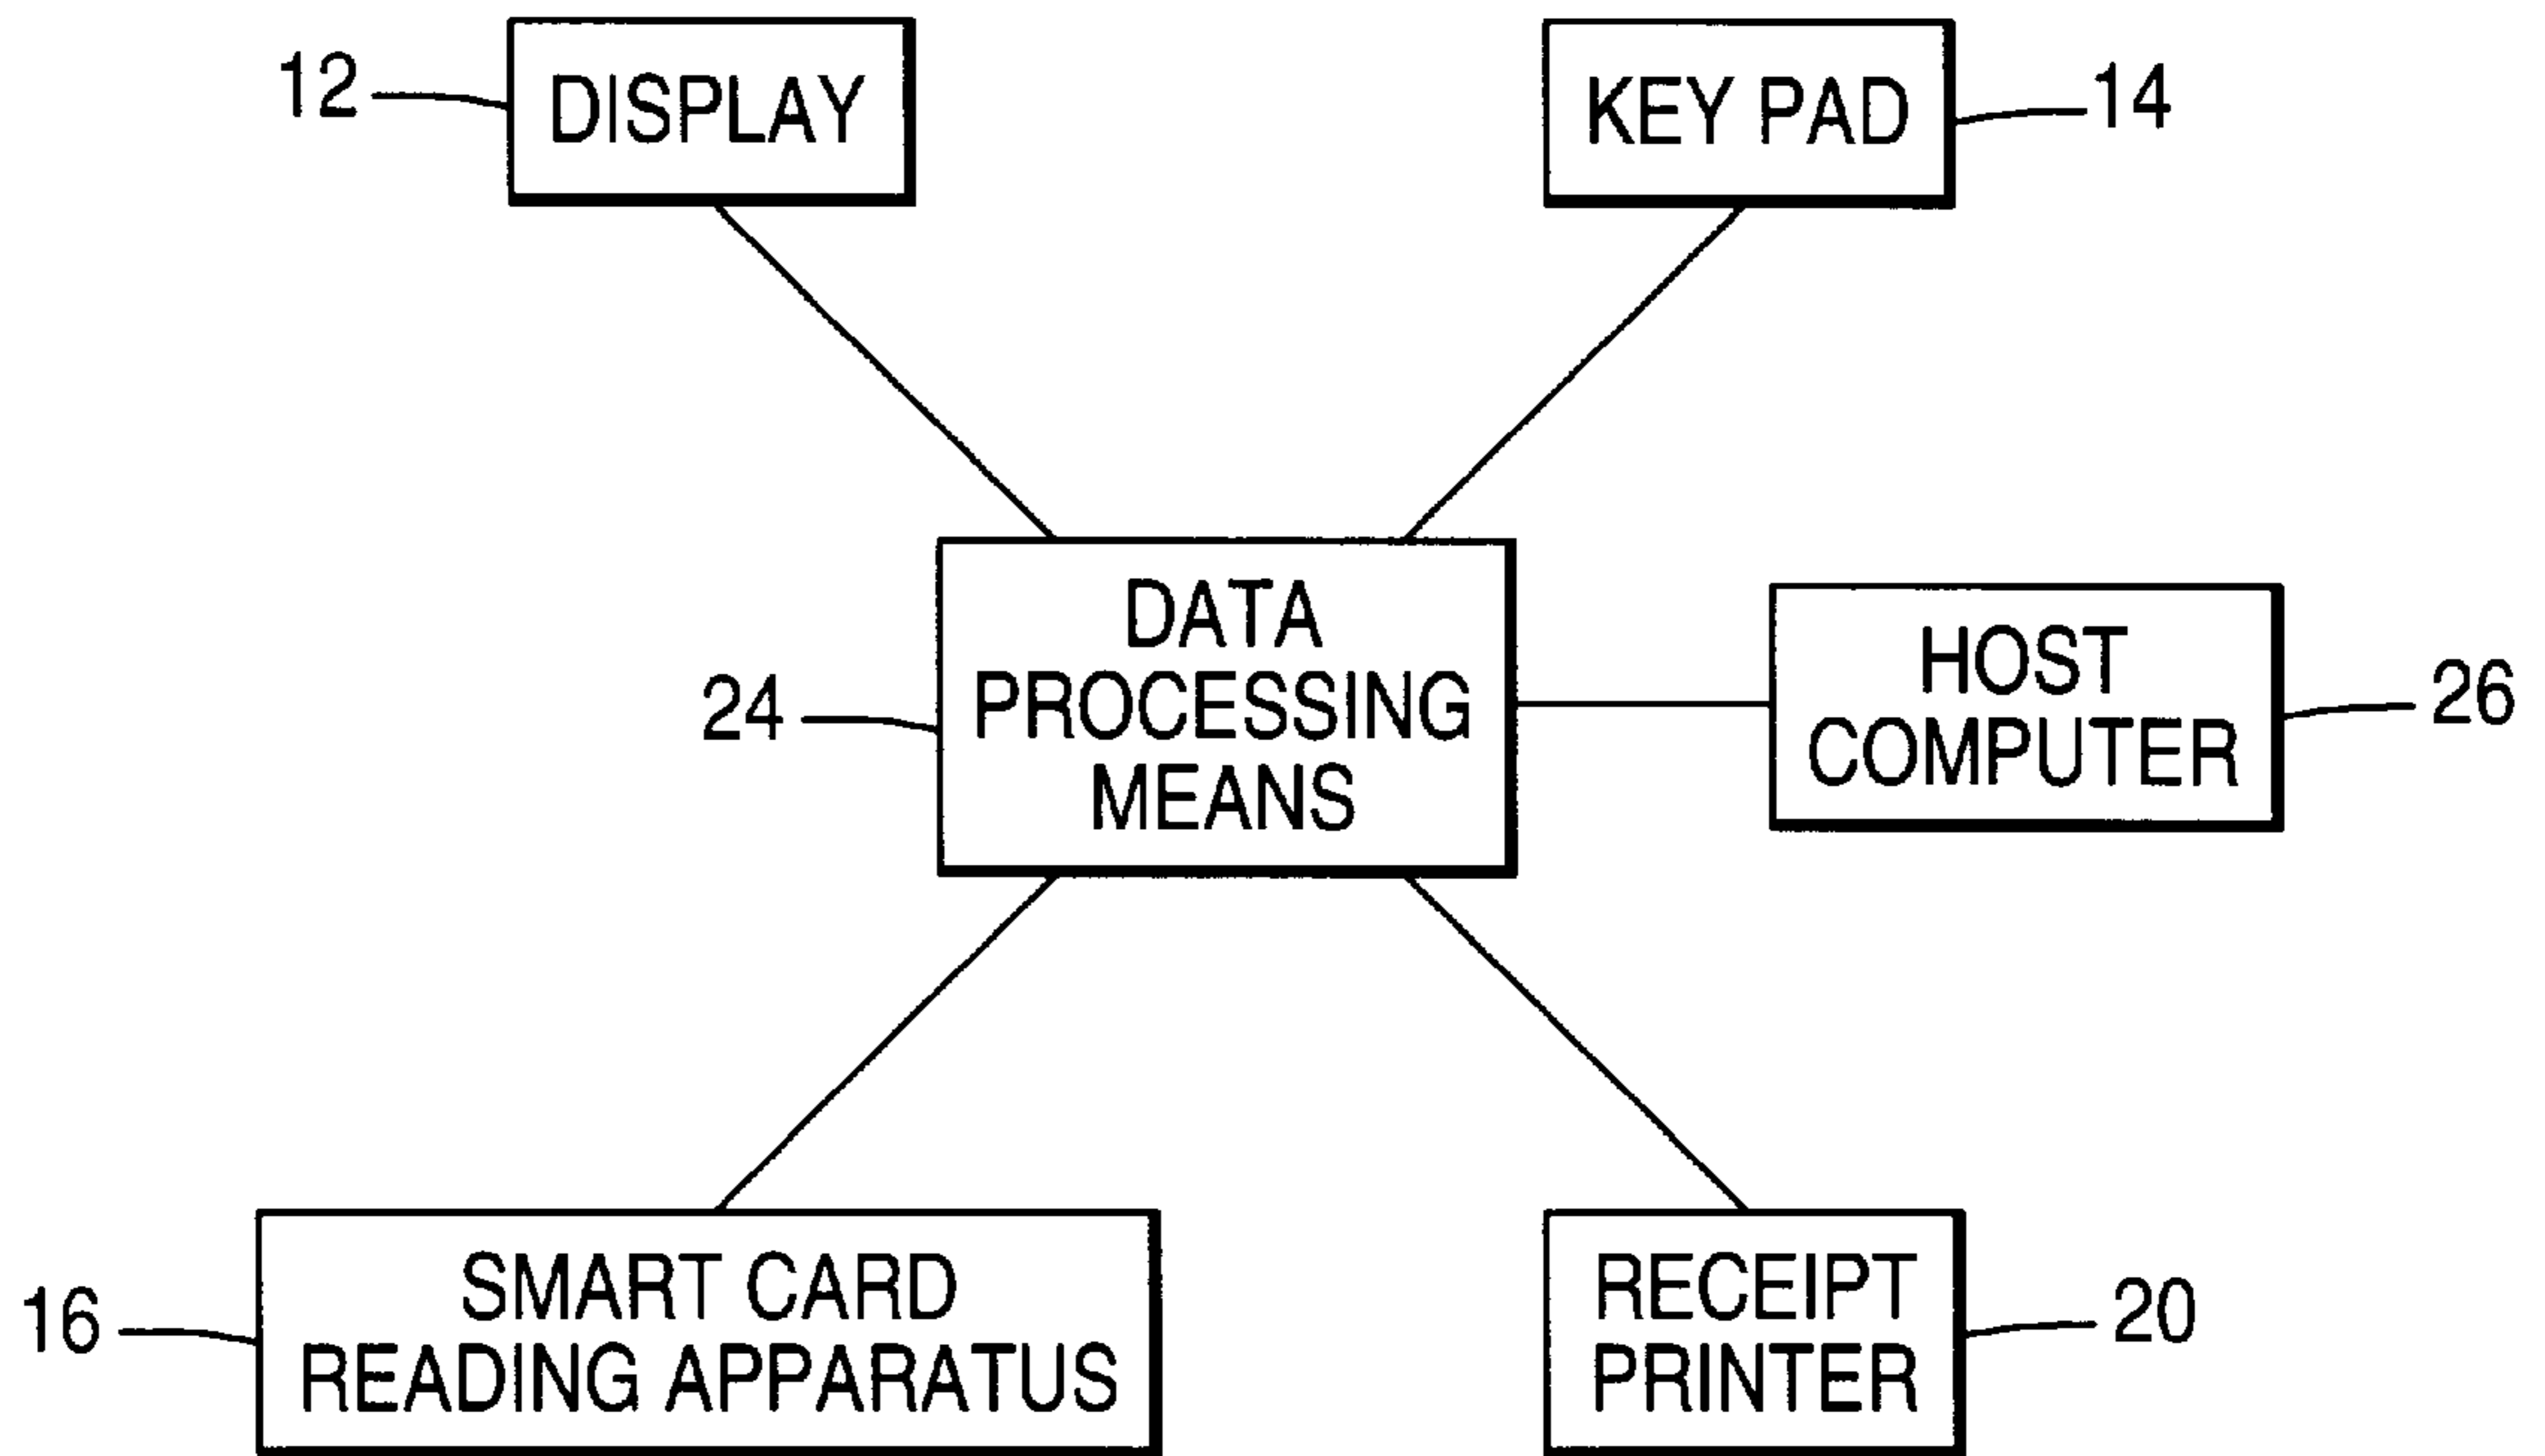 12
DISPLAY
KEY PAD
14
24
DATA
PROCESSING
MEANS
HOST
COMPUTER
26
16
SMART CARD
READING APPARATUS
RECEIPT
PRINTER
20